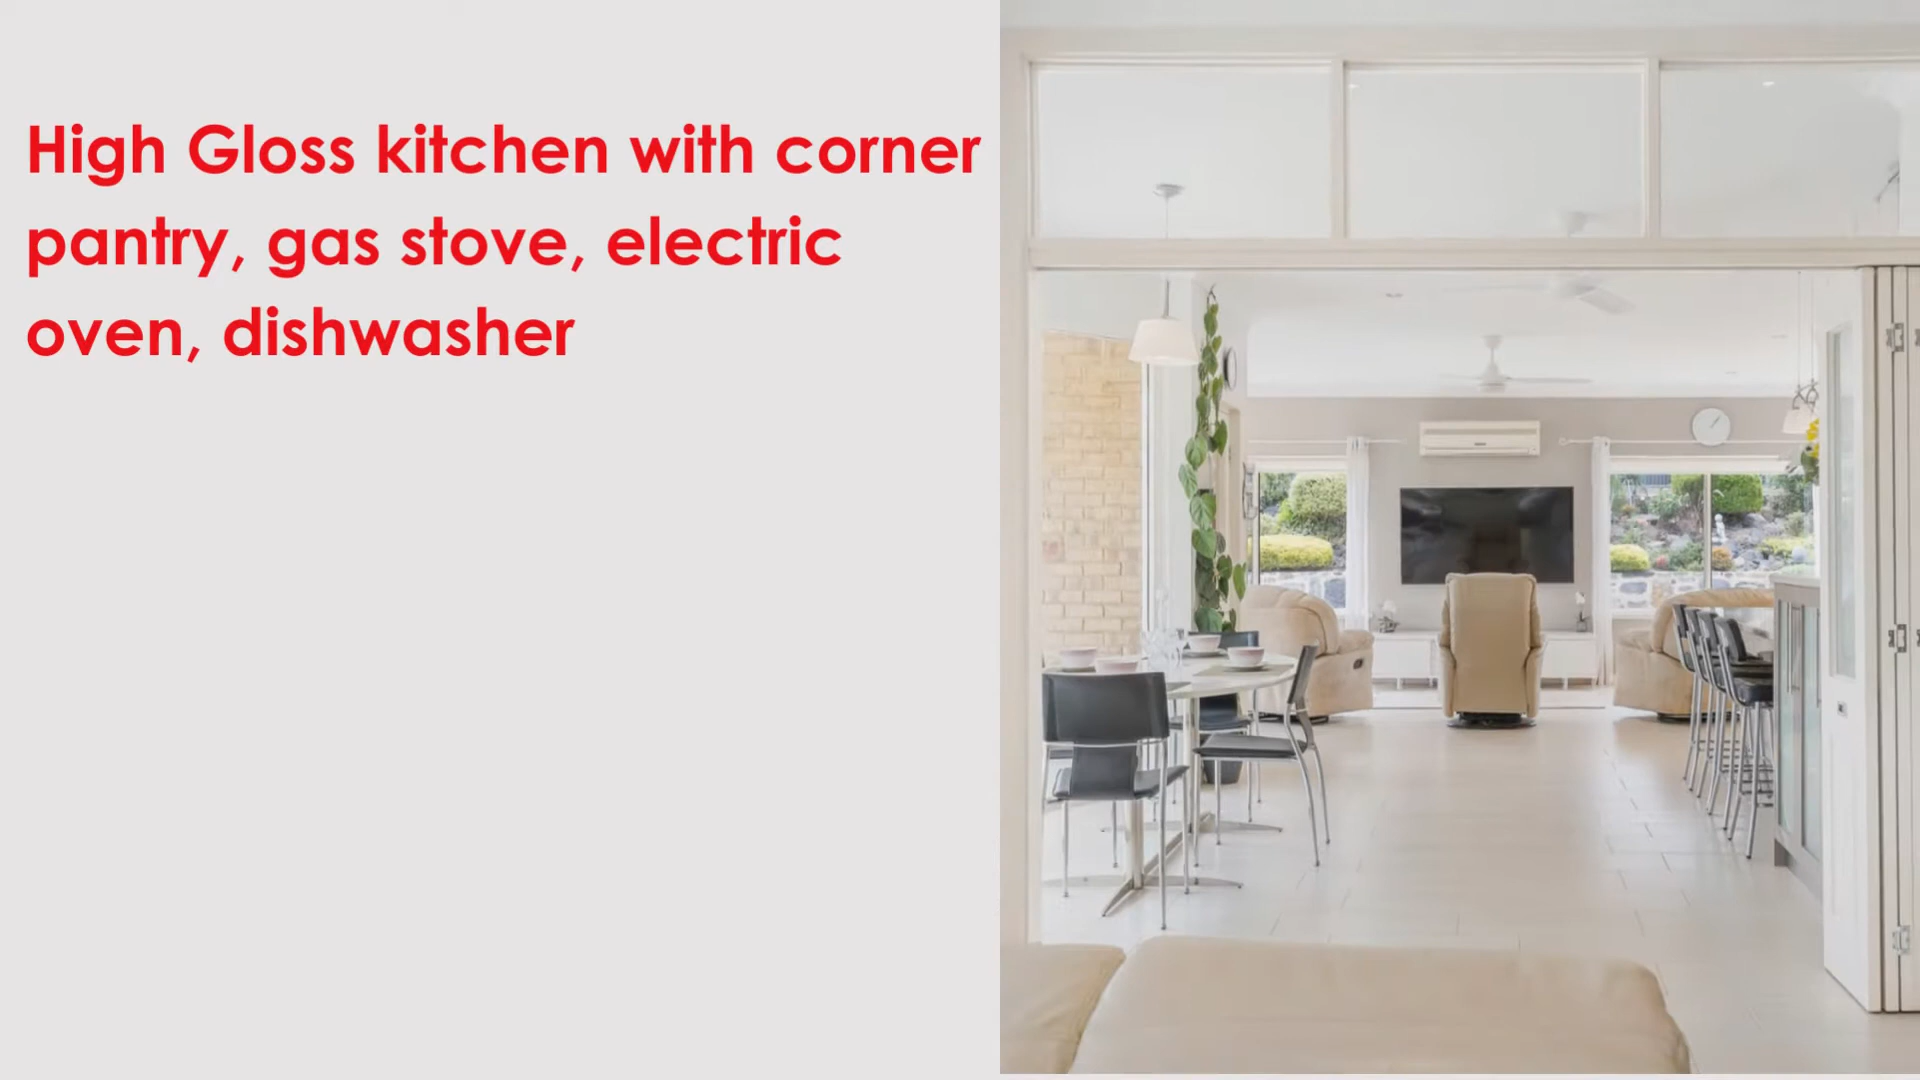 High Gloss kitchen with corner
pantry, gas stove, electric
oven, dishwasher